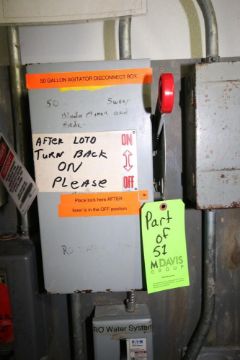 50 GALLON AGITATOR DISCONNECT BOX
50
AFTER LOTO
TURN BACK
ON
PLEASE
ON
OFF
Place lock here AFTER
lever is in the OFF position
Part
of
51
M DAVIS
GROUP
RO Water System